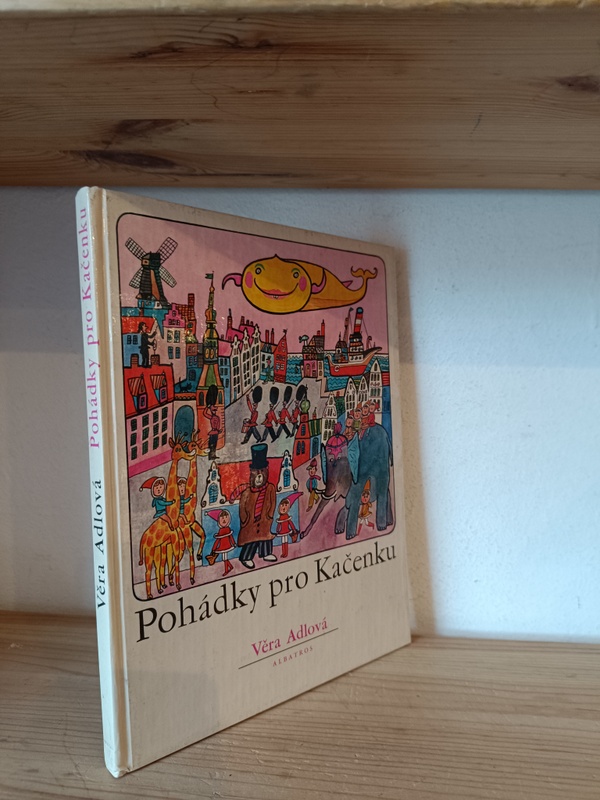 Věra Adlová Pohádky pro Kačenku
Pohádky pro Kačenku
Věra Adlová
ALBATROS